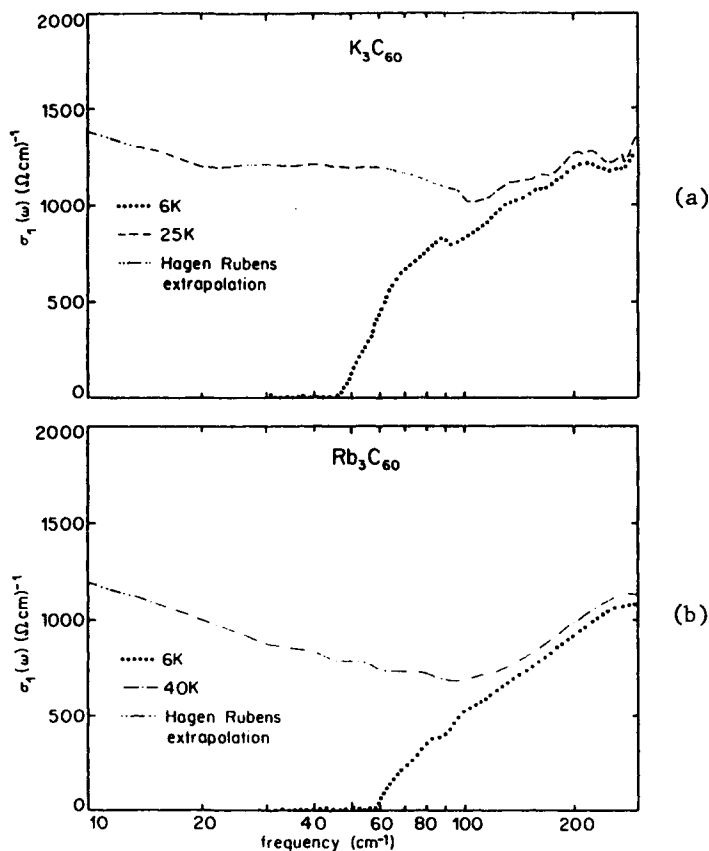 2000
K₃C₆₀
1500
1000
500
0
σ₁(ω) (Ωcm)⁻¹
6K
25K
Hagen Rubens
extrapolation
(a)
2000
Rb₃C₆₀
1500
1000
500
0
σ₁(ω) (Ωcm)⁻¹
6K
40K
Hagen Rubens
extrapolation
(b)
10 20 40 60 100 200
frequency (cm⁻¹)